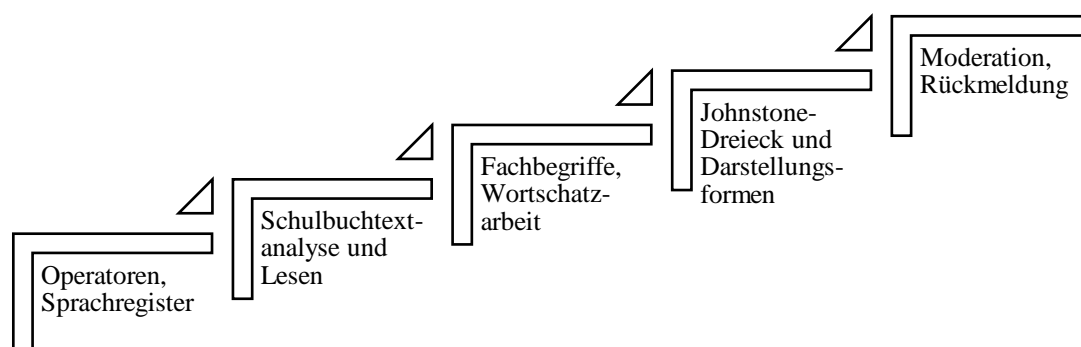 Operatoren,
Sprachregister
Schulbuchtext-
analyse und
Lesen
Fachbegriffe,
Wortschatz-
arbeit
Johnstone-
Dreieck und
Darstellungs-
formen
Moderation,
Rückmeldung